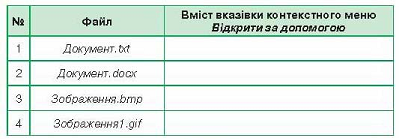 № Файл Вміст вказівки контекстного меню
Відкрити за допомогою
1 Документ.txt
2 Документ.docx
3 Зображення.bmp
4 Зображення1.gif